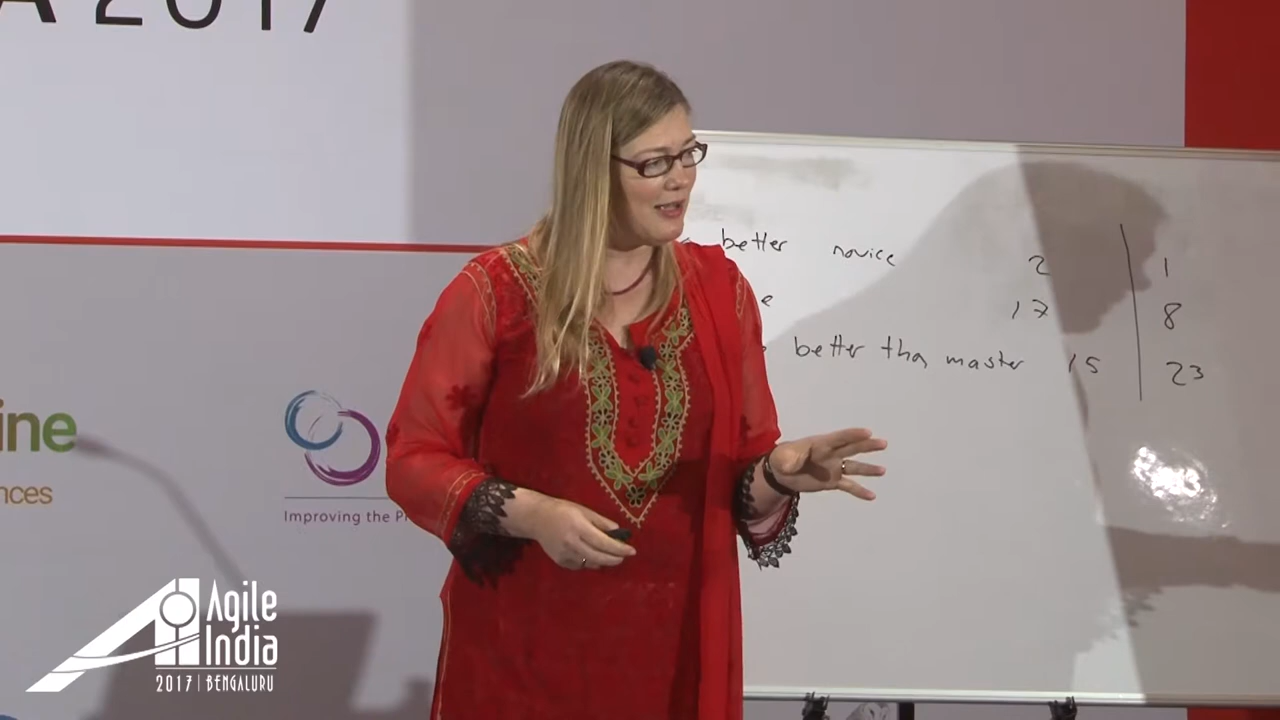 A 2017
better novice 2 1
e 17 8
better tha master 15 23
ine
nces
Improving the Pr
Agile
India
2017 | BENGALURU